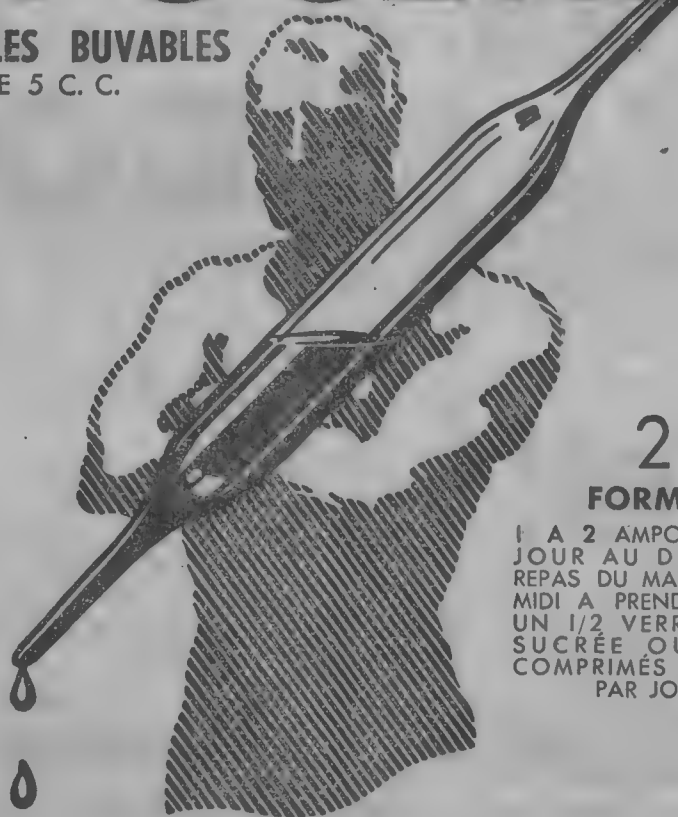 LES BUVABLES
E 5 C. C.
2
FORM
1 A 2 AMPO
JOUR AU D
REPAS DU MA
MIDI A PREND
UN 1/2 VERR
SUCRÉE OU
COMPRIMÉS
PAR JO